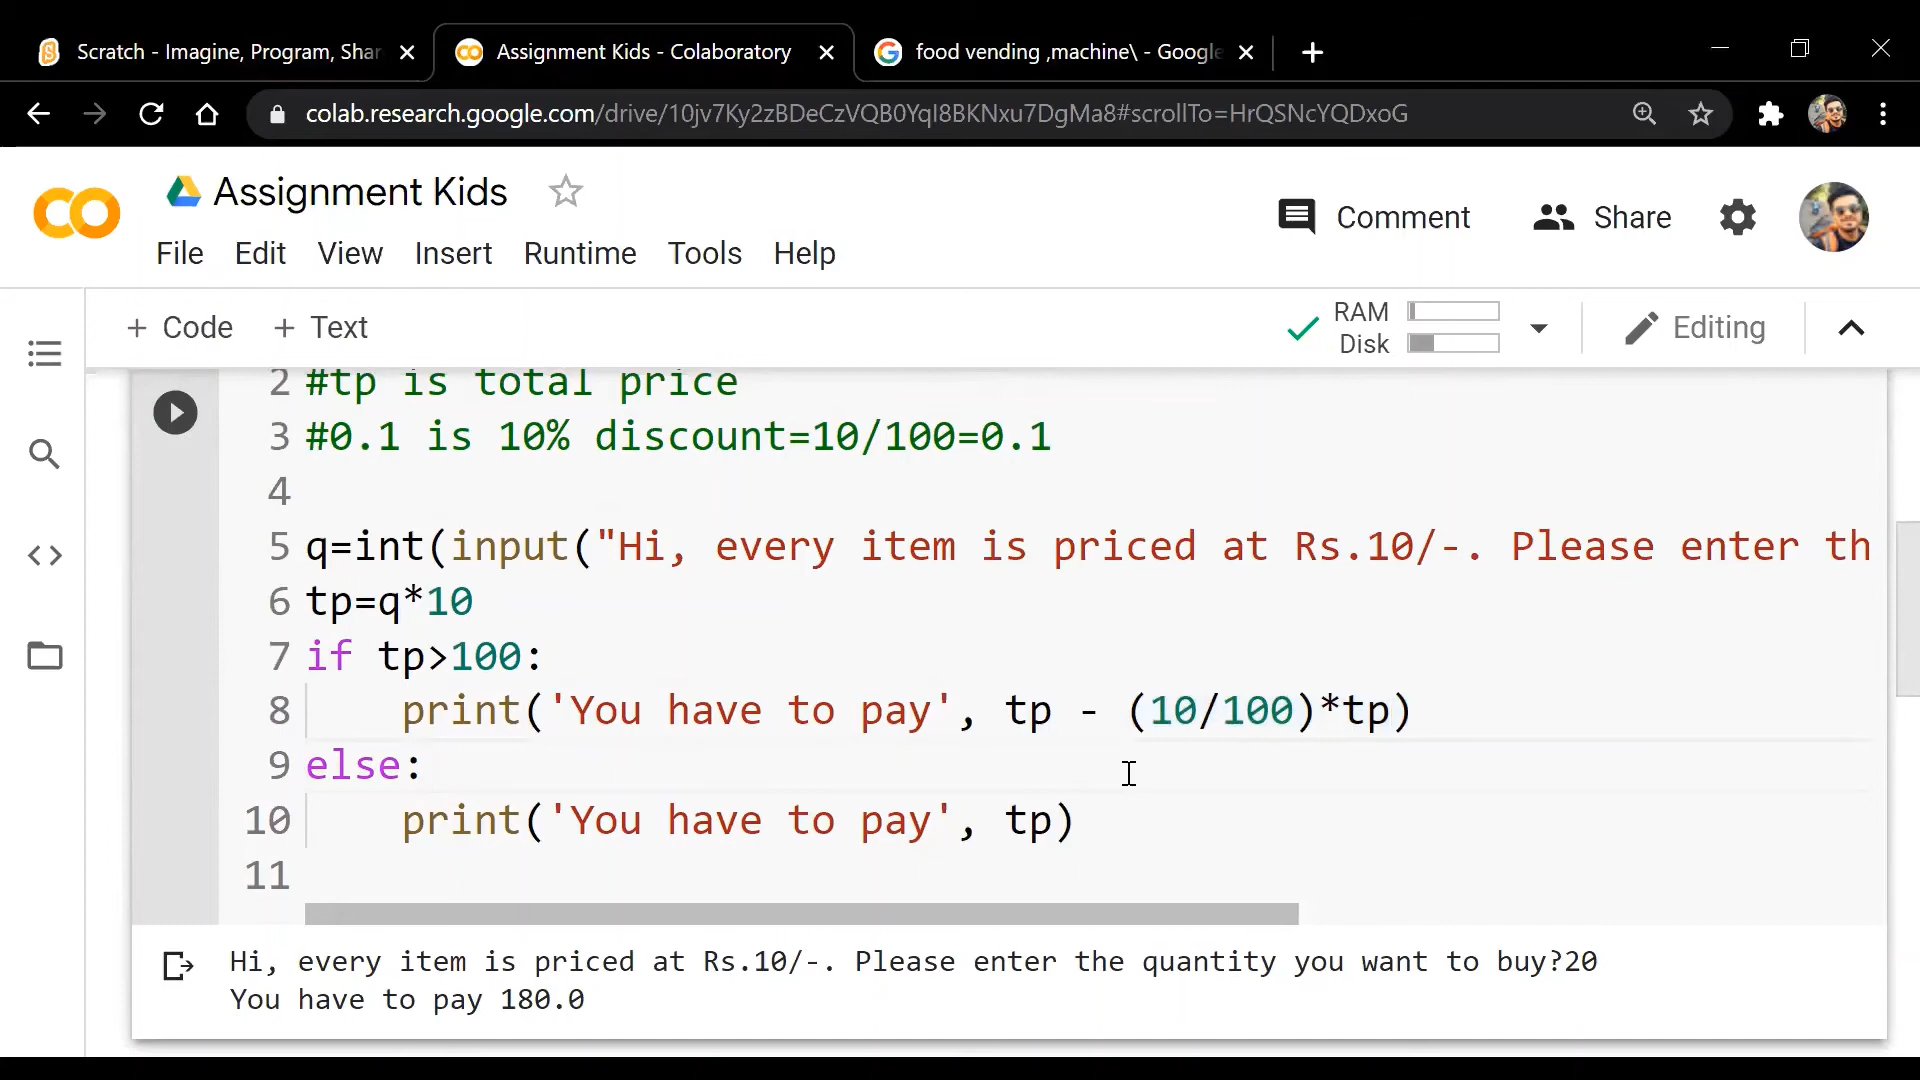 Scratch - Imagine, Program, Shar
Assignment Kids - Colaboratory
food vending ,machine\ - Google
colab.research.google.com/drive/10jv7Ky2zBDeCzVQB0YqI8BKNxu7DgMa8#scrollTo=HrQSNcYQDxoG
Assignment Kids
Comment
Share
File Edit View Insert Runtime Tools Help
+ Code + Text
RAM
Disk
Editing
2 #tp is total price
3 #0.1 is 10% discount=10/100=0.1
4
5 q=int(input("Hi, every item is priced at Rs.10/-. Please enter th
6 tp=q*10
7 if tp>100:
8 print('You have to pay', tp - (10/100)*tp)
9 else:
10 print('You have to pay', tp)
11
Hi, every item is priced at Rs.10/-. Please enter the quantity you want to buy?20
You have to pay 180.0